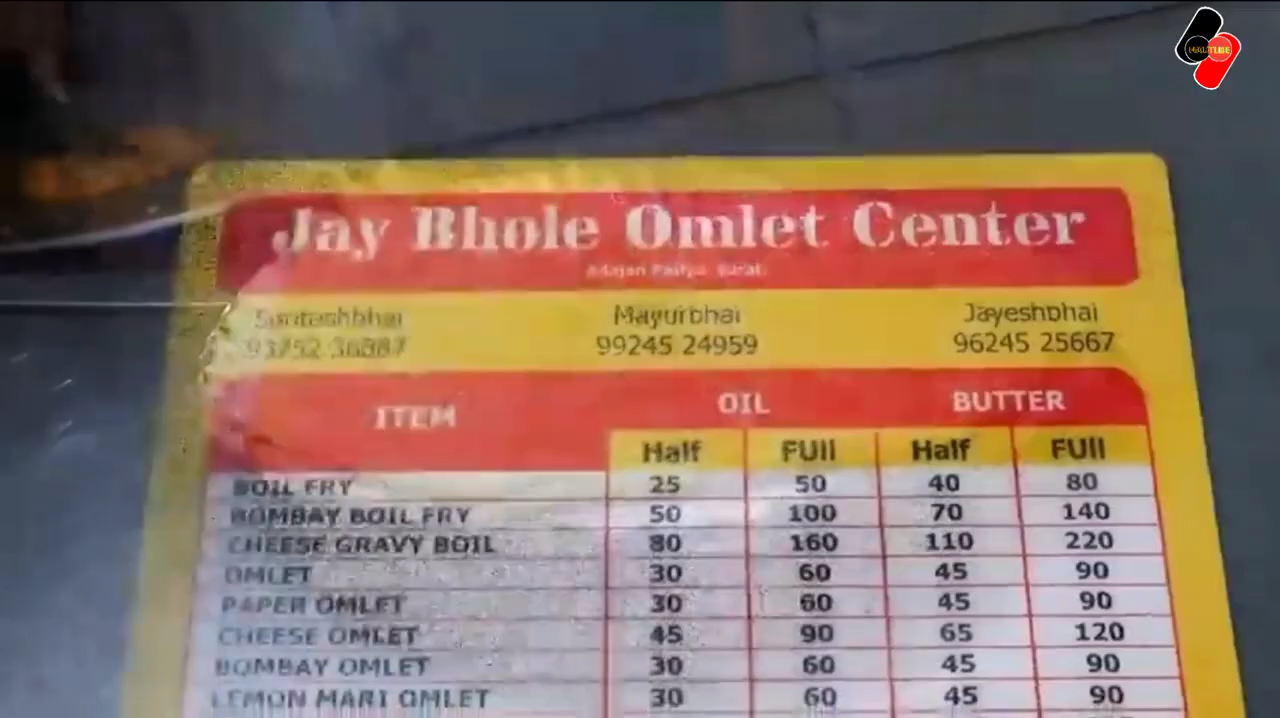 Jay Bhole Omlet Center
Adajan Patiya, Surat.
Mayurbhai Jayeshbhai
99245 24959 96245 25667
ITEM OIL BUTTER
Half FUll Half FUll
BOIL FRY 25 50 40 80
BOMBAY BOIL FRY 50 100 70 140
CHEESE GRAVY BOIL 80 160 110 220
OMLET 30 60 45 90
PAPER OMLET 30 60 45 90
CHEESE OMLET 45 90 65 120
BOMBAY OMLET 30 60 45 90
LEMON MARI OMLET 30 60 45 90